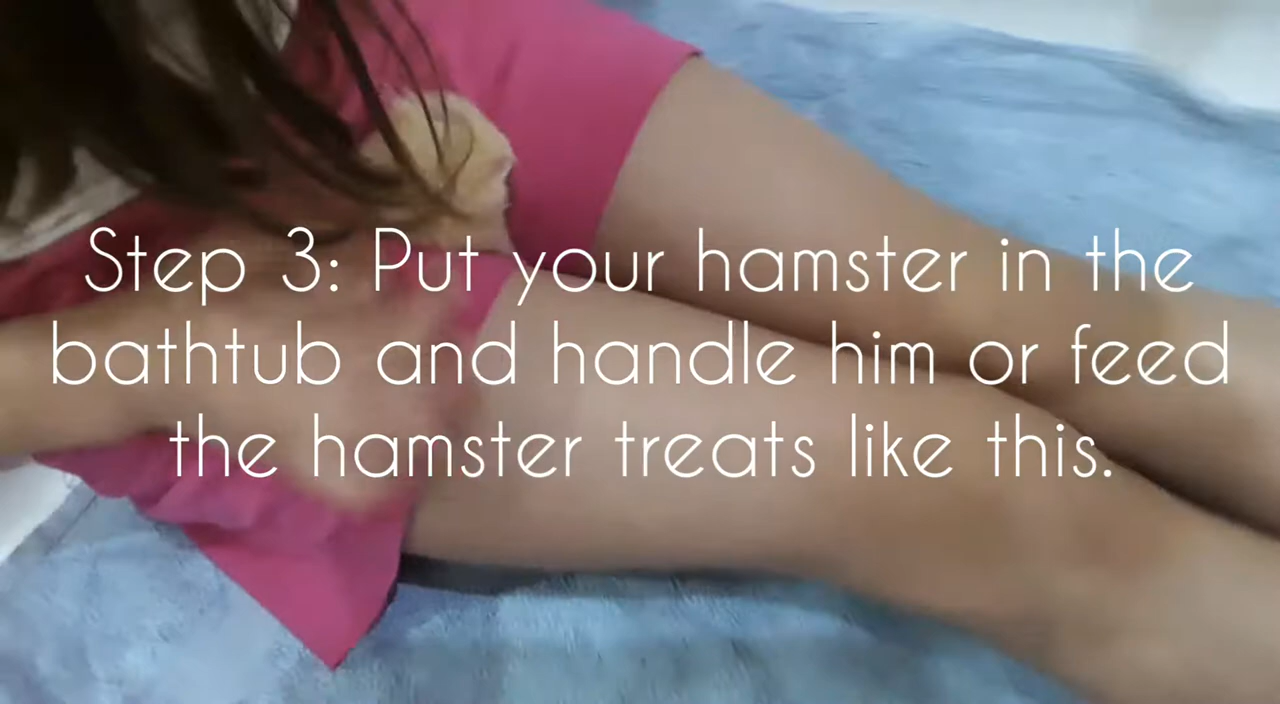 Step 3: Put your hamster in the
bathtub and handle him or feed
the hamster treats like this.